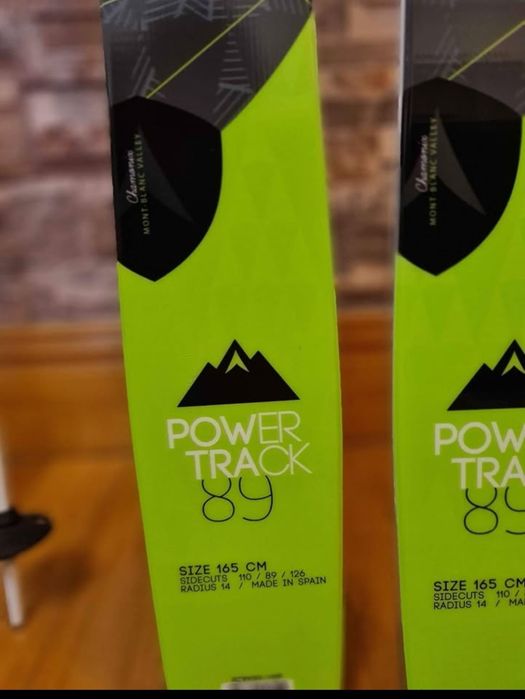 Chamonix
MONT-BLANC VALLEY
POWER
TRACK
89
SIZE 165 CM
SIDECUTS 110 / 89 / 126
RADIUS 14 / MADE IN SPAIN
Chamonix
MONT-BLANC VALLEY
POW
TRA
89
SIZE 165 CM
SIDECUTS 110 /
RADIUS 14 / MA